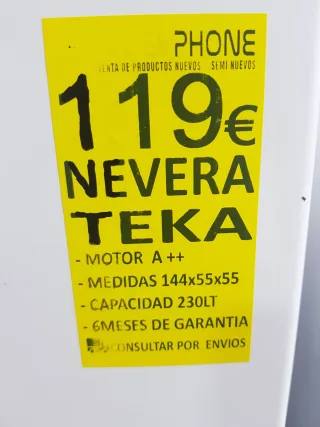 PHONE
VENTA DE PRODUCTOS NUEVOS SEMI NUEVOS
119€
NEVERA
TEKA
- MOTOR A ++
- MEDIDAS 144x55x55
- CAPACIDAD 230LT
- 6MESES DE GARANTIA
CONSULTAR POR ENVIOS